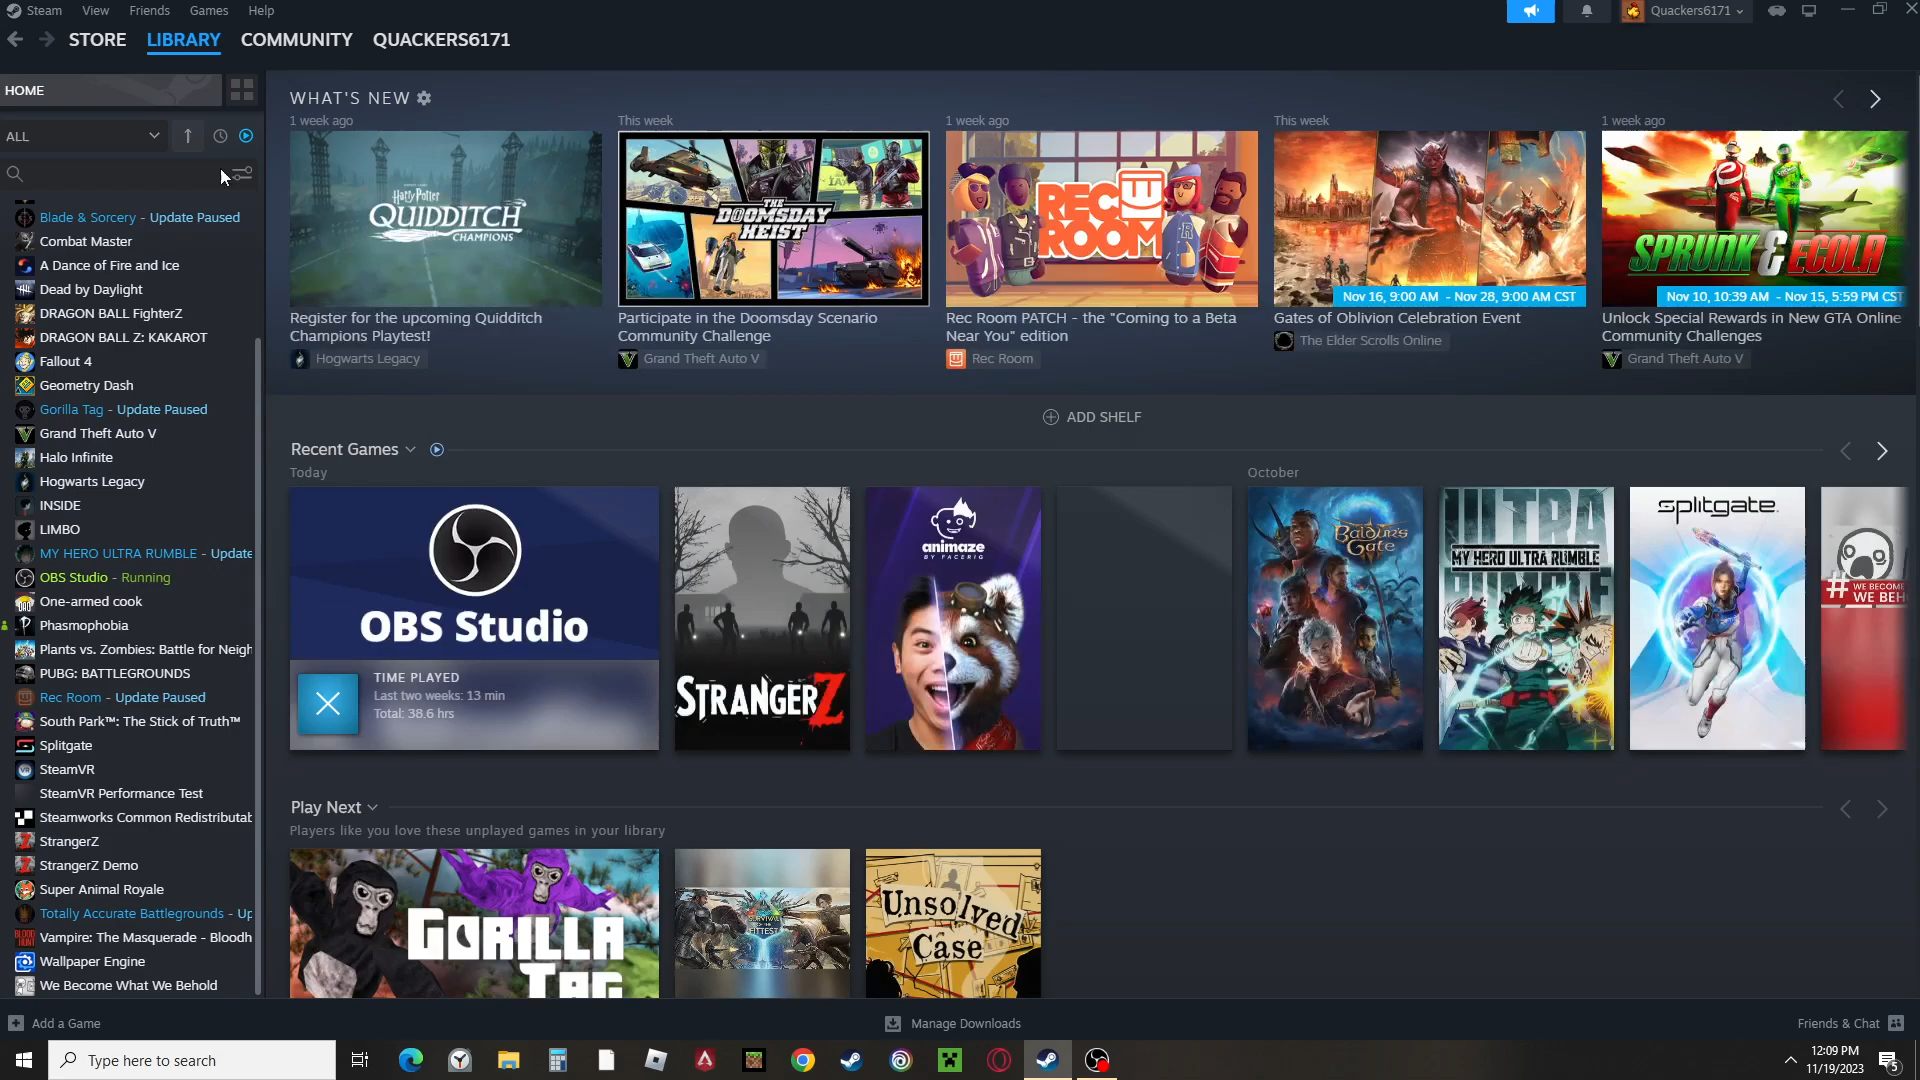 Steam View Friends Games Help
Quackers6171
STORE LIBRARY COMMUNITY QUACKERS6171
HOME
ALL
Blade & Sorcery - Update Paused
Combat Master
A Dance of Fire and Ice
Dead by Daylight
DRAGON BALL FighterZ
DRAGON BALL Z: KAKAROT
Fallout 4
Geometry Dash
Gorilla Tag - Update Paused
Grand Theft Auto V
Halo Infinite
Hogwarts Legacy
INSIDE
LIMBO
MY HERO ULTRA RUMBLE - Update
OBS Studio - Running
One-armed cook
Phasmophobia
Plants vs. Zombies: Battle for Neigh
PUBG: BATTLEGROUNDS
Rec Room - Update Paused
South Park™: The Stick of Truth™
Splitgate
SteamVR
SteamVR Performance Test
Steamworks Common Redistributab
StrangerZ
StrangerZ Demo
Super Animal Royale
Totally Accurate Battlegrounds - Up
Vampire: The Masquerade - Bloodh
Wallpaper Engine
We Become What We Behold
WHAT'S NEW
1 week ago
Harry Potter
QUIDDITCH
CHAMPIONS
Register for the upcoming Quidditch
Champions Playtest!
Hogwarts Legacy
This week
THE
DOOMSDAY
HEIST
Participate in the Doomsday Scenario
Community Challenge
Grand Theft Auto V
1 week ago
REC
ROOM
Rec Room PATCH - the "Coming to a Beta
Near You" edition
Rec Room
This week
Nov 16, 9:00 AM - Nov 28, 9:00 AM CST
Gates of Oblivion Celebration Event
The Elder Scrolls Online
1 week ago
SPRUNK & ECOLA
Nov 10, 10:39 AM - Nov 15, 5:59 PM CST
Unlock Special Rewards in New GTA Online
Community Challenges
Grand Theft Auto V
ADD SHELF
Recent Games
Today
October
OBS Studio
TIME PLAYED
Last two weeks: 13 min
Total: 38.6 hrs
STRANGERZ
animaze
BY FACERIG
Baldur's
Gate
ULTRA
MY HERO ULTRA RUMBLE
RUMBLE
splitgate
#WE BECOME
WE BEH
Play Next
Players like you love these unplayed games in your library
GORILLA
TAG
SURVIVAL
OF THE
FITTEST
Unsolved
Case
Add a Game
Manage Downloads
Friends & Chat
Type here to search
12:09 PM
11/19/2023
5